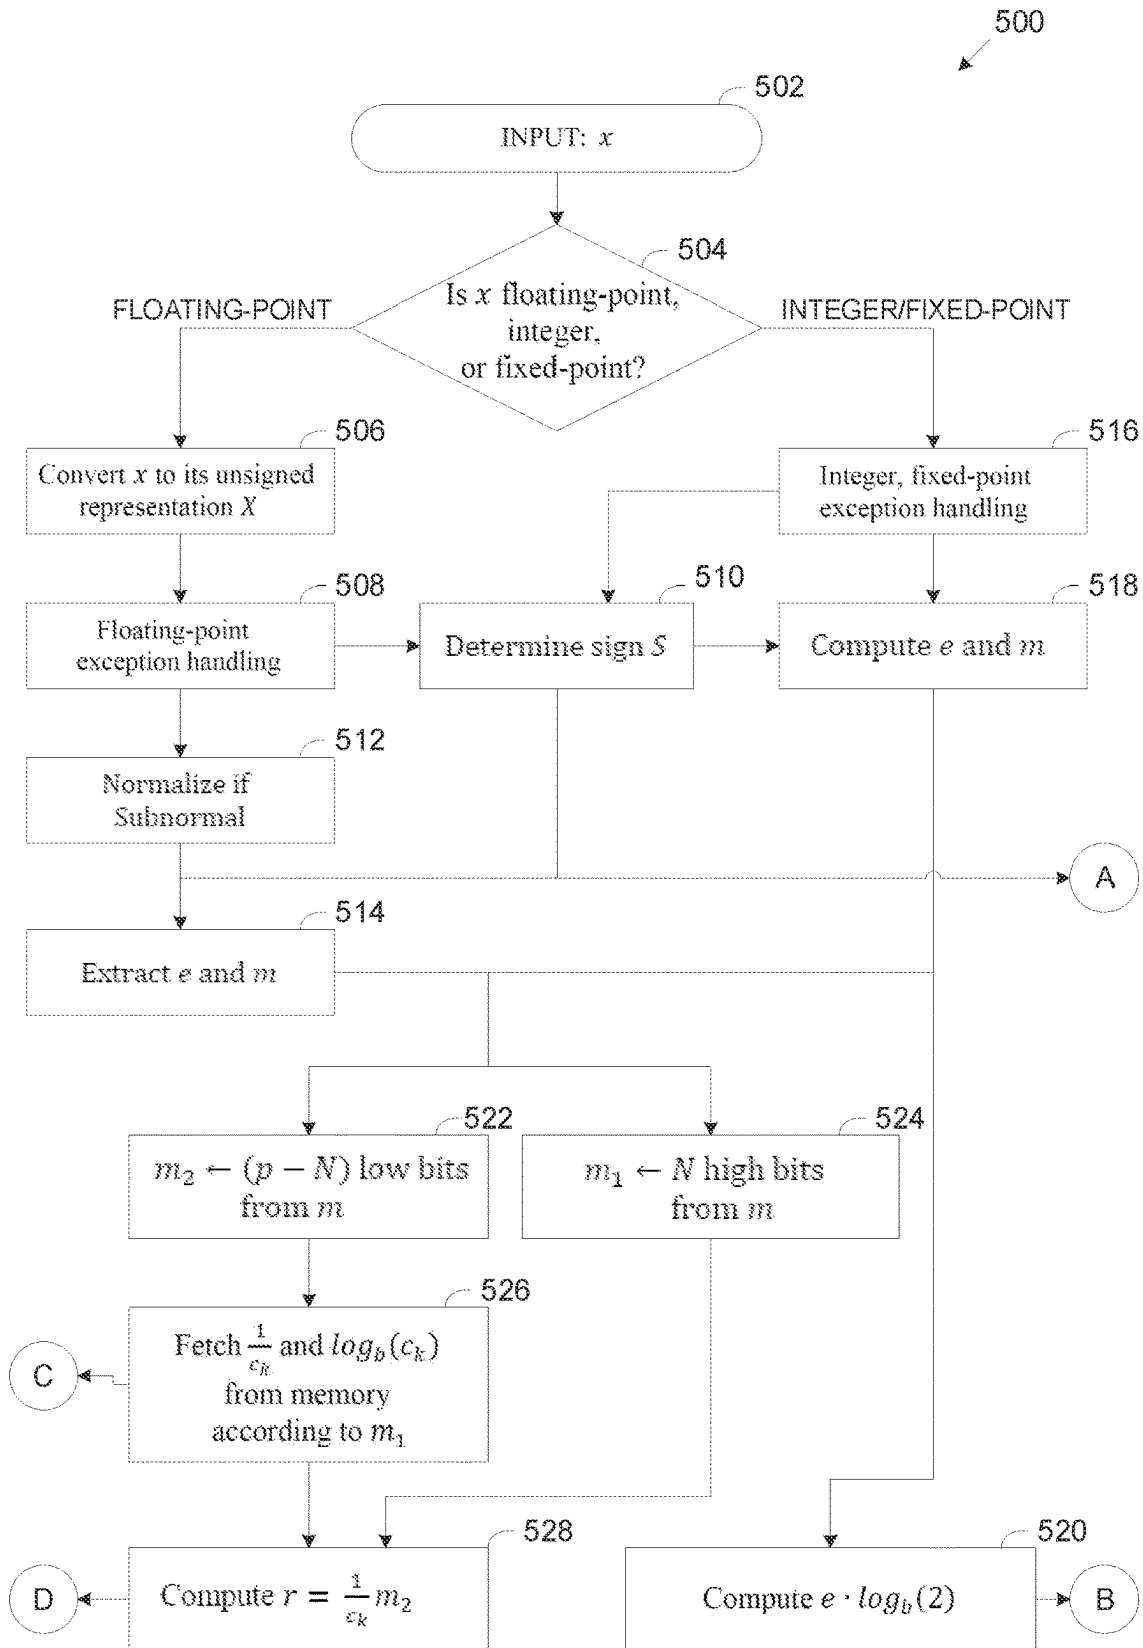 500
502
INPUT: x
504
Is x floating-point,
integer,
or fixed-point?
FLOATING-POINT
INTEGER/FIXED-POINT
506
Convert x to its unsigned
representation X
516
Integer, fixed-point
exception handling
508
Floating-point
exception handling
510
Determine sign S
518
Compute e and m
512
Normalize if
Subnormal
A
514
Extract e and m
522
m₂ ← (p − N) low bits
from m
524
m₁ ← N high bits
from m
526
Fetch 1/cₖ and log_b(cₖ)
from memory
according to m₁
C
528
Compute r = 1/cₖ m₂
D
520
Compute e · log_b(2)
B